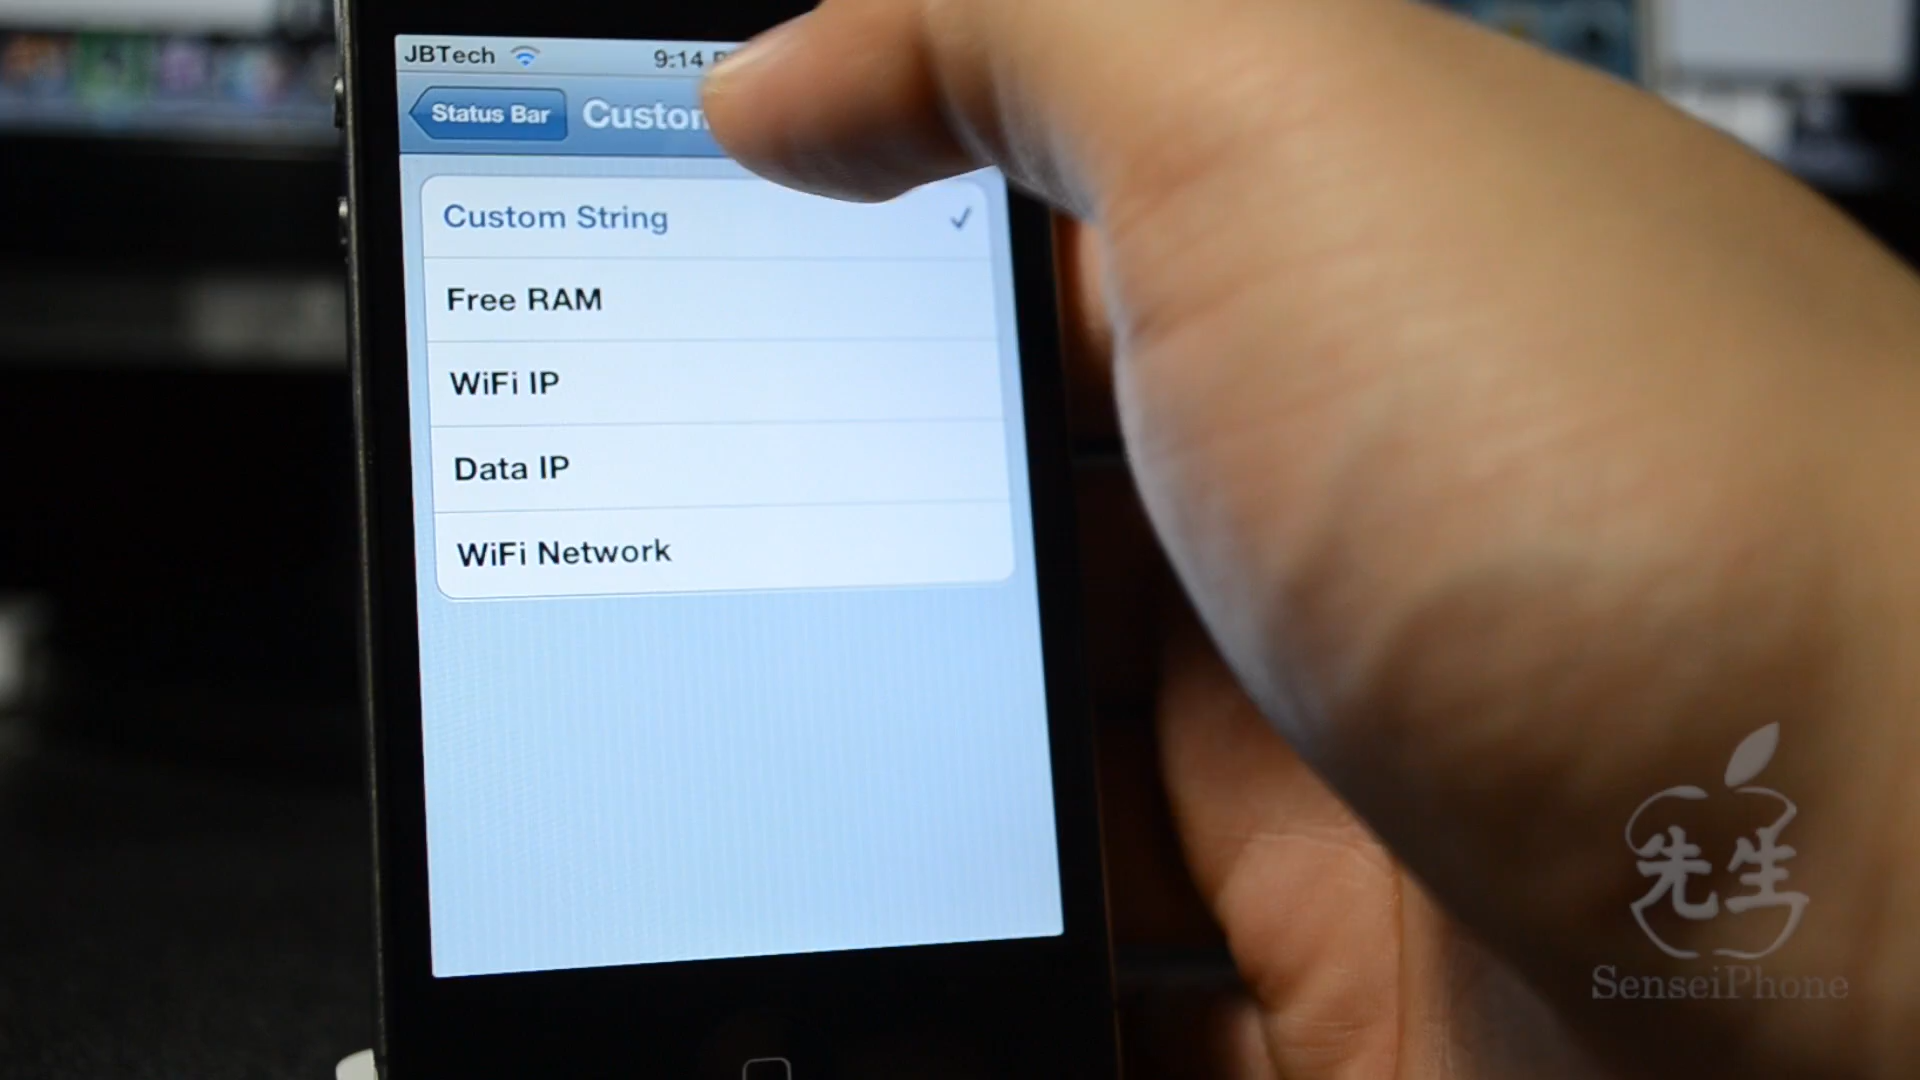 JBTech 9:14
Status Bar
Custom String
Free RAM
WiFi IP
Data IP
WiFi Network
先生
SenseiPhone